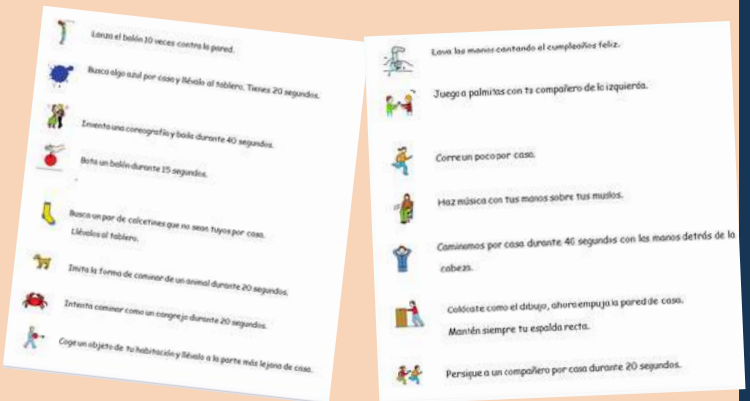 Lanza el balón 10 veces contra la pared.
Busca algo azul por casa y llévalo al tablero. Tienes 20 segundos.
Inventa una coreografía y baila durante 40 segundos.
Bota un balón durante 15 segundos.
Busca un par de calcetines que no sean tuyos por casa.
Llévalos al tablero.
Imita la forma de caminar de un animal durante 20 segundos.
Intenta caminar como un cangrejo durante 20 segundos.
Coge un objeto de tu habitación y llévalo a la parte más lejana de casa.
Lava las manos cantando el cumpleaños feliz.
Juega a palmitas con tu compañero de la izquierda.
Corre un poco por casa.
Haz música con tus manos sobre tus muslos.
Caminemos por casa durante 40 segundos con las manos detrás de la
cabeza.
Colócate como el dibujo, ahora empuja la pared de casa.
Mantén siempre tu espalda recta.
Persigue a un compañero por casa durante 20 segundos.